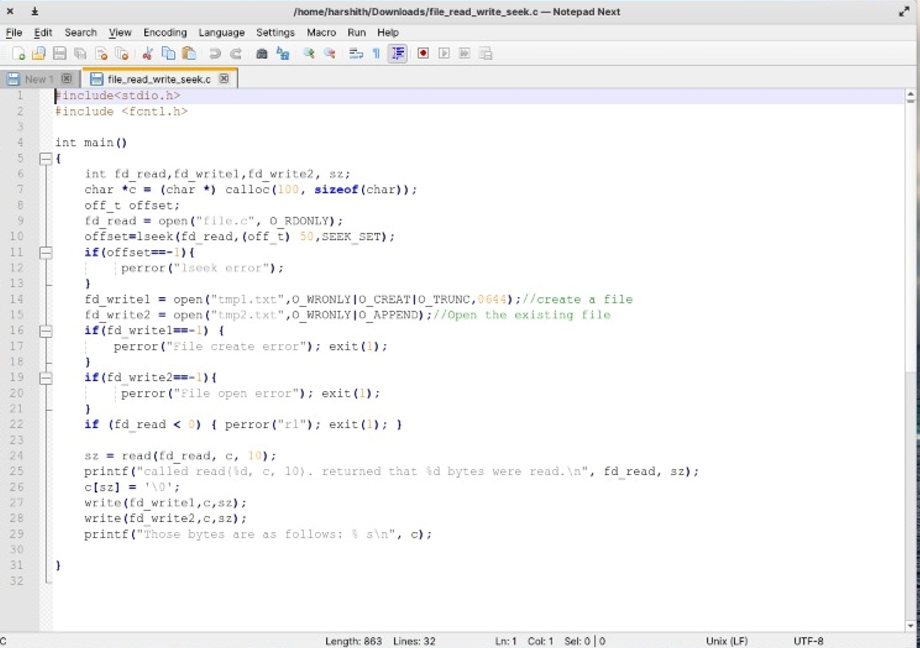 /home/harshith/Downloads/file_read_write_seek.c — Notepad Next
File Edit Search View Encoding Language Settings Macro Run Help
New 1 file_read_write_seek.c
1 #include<stdio.h>
2 #include <fcntl.h>
3
4 int main()
5 {
6 int fd_read,fd_write1,fd_write2, sz;
7 char *c = (char *) calloc(100, sizeof(char));
8 off_t offset;
9 fd_read = open("file.c", O_RDONLY);
10 offset=lseek(fd_read,(off_t) 50,SEEK_SET);
11 if(offset==-1){
12 perror("lseek error");
13 }
14 fd_write1 = open("tmp1.txt",O_WRONLY|O_CREAT|O_TRUNC,0644);//create a file
15 fd_write2 = open("tmp2.txt",O_WRONLY|O_APPEND);//Open the existing file
16 if(fd_write1==-1) {
17 perror("File create error"); exit(1);
18 }
19 if(fd_write2==-1){
20 perror("File open error"); exit(1);
21 }
22 if (fd_read < 0) { perror("r1"); exit(1); }
23
24 sz = read(fd_read, c, 10);
25 printf("called read(%d, c, 10). returned that %d bytes were read.\n", fd_read, sz);
26 c[sz] = '\0';
27 write(fd_write1,c,sz);
28 write(fd_write2,c,sz);
29 printf("Those bytes are as follows: % s\n", c);
30
31 }
32
C Length: 863 Lines: 32 Ln: 1 Col: 1 Sel: 0 | 0 Unix (LF) UTF-8